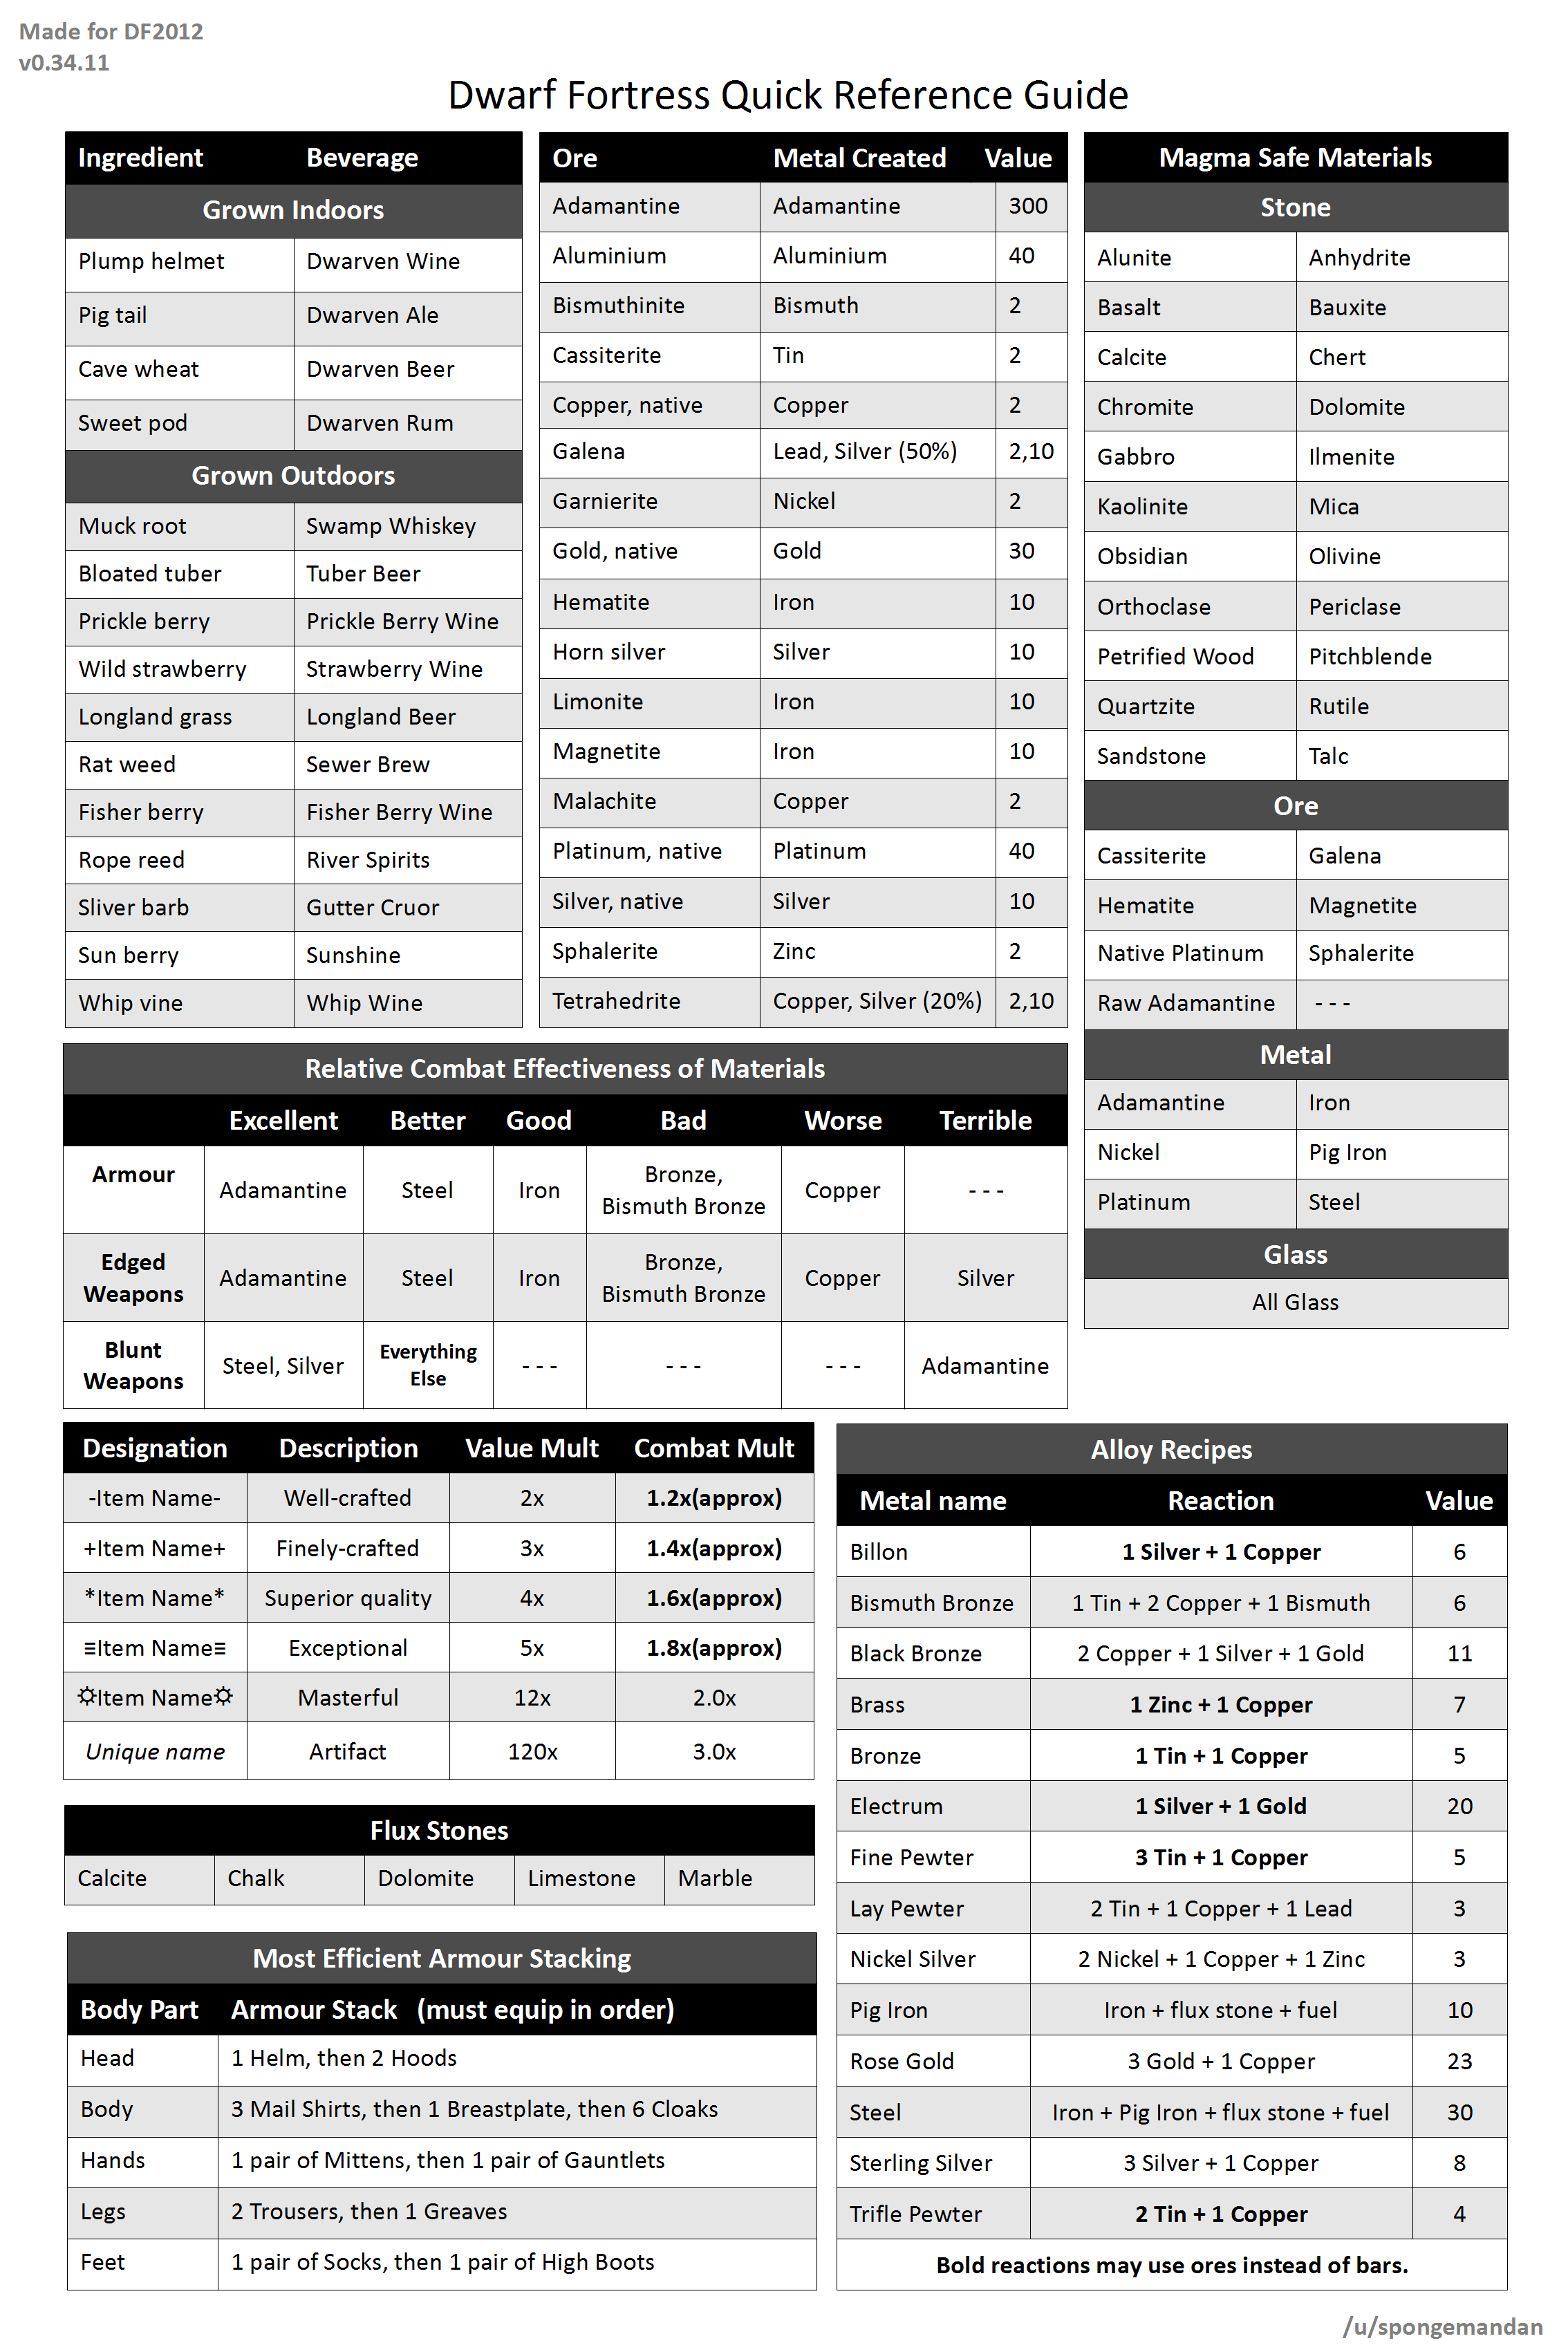 Made for DF2012
v0.34.11
Dwarf Fortress Quick Reference Guide
Ingredient Beverage
Grown Indoors
Plump helmet Dwarven Wine
Pig tail Dwarven Ale
Cave wheat Dwarven Beer
Sweet pod Dwarven Rum
Grown Outdoors
Muck root Swamp Whiskey
Bloated tuber Tuber Beer
Prickle berry Prickle Berry Wine
Wild strawberry Strawberry Wine
Longland grass Longland Beer
Rat weed Sewer Brew
Fisher berry Fisher Berry Wine
Rope reed River Spirits
Sliver barb Gutter Cruor
Sun berry Sunshine
Whip vine Whip Wine
Ore Metal Created Value
Adamantine Adamantine 300
Aluminium Aluminium 40
Bismuthinite Bismuth 2
Cassiterite Tin 2
Copper, native Copper 2
Galena Lead, Silver (50%) 2,10
Garnierite Nickel 2
Gold, native Gold 30
Hematite Iron 10
Horn silver Silver 10
Limonite Iron 10
Magnetite Iron 10
Malachite Copper 2
Platinum, native Platinum 40
Silver, native Silver 10
Sphalerite Zinc 2
Tetrahedrite Copper, Silver (20%) 2,10
Magma Safe Materials
Stone
Alunite Anhydrite
Basalt Bauxite
Calcite Chert
Chromite Dolomite
Gabbro Ilmenite
Kaolinite Mica
Obsidian Olivine
Orthoclase Periclase
Petrified Wood Pitchblende
Quartzite Rutile
Sandstone Talc
Ore
Cassiterite Galena
Hematite Magnetite
Native Platinum Sphalerite
Raw Adamantine - - -
Metal
Adamantine Iron
Nickel Pig Iron
Platinum Steel
Glass
All Glass
Relative Combat Effectiveness of Materials
Excellent Better Good Bad Worse Terrible
Armour Adamantine Steel Iron Bronze, Bismuth Bronze Copper - - -
Edged Weapons Adamantine Steel Iron Bronze, Bismuth Bronze Copper Silver
Blunt Weapons Steel, Silver Everything Else - - - - - - - - - Adamantine
Designation Description Value Mult Combat Mult
-Item Name- Well-crafted 2x 1.2x(approx)
+Item Name+ Finely-crafted 3x 1.4x(approx)
*Item Name* Superior quality 4x 1.6x(approx)
≡Item Name≡ Exceptional 5x 1.8x(approx)
☼Item Name☼ Masterful 12x 2.0x
Unique name Artifact 120x 3.0x
Flux Stones
Calcite Chalk Dolomite Limestone Marble
Most Efficient Armour Stacking
Body Part Armour Stack (must equip in order)
Head 1 Helm, then 2 Hoods
Body 3 Mail Shirts, then 1 Breastplate, then 6 Cloaks
Hands 1 pair of Mittens, then 1 pair of Gauntlets
Legs 2 Trousers, then 1 Greaves
Feet 1 pair of Socks, then 1 pair of High Boots
Alloy Recipes
Metal name Reaction Value
Billon 1 Silver + 1 Copper 6
Bismuth Bronze 1 Tin + 2 Copper + 1 Bismuth 6
Black Bronze 2 Copper + 1 Silver + 1 Gold 11
Brass 1 Zinc + 1 Copper 7
Bronze 1 Tin + 1 Copper 5
Electrum 1 Silver + 1 Gold 20
Fine Pewter 3 Tin + 1 Copper 5
Lay Pewter 2 Tin + 1 Copper + 1 Lead 3
Nickel Silver 2 Nickel + 1 Copper + 1 Zinc 3
Pig Iron Iron + flux stone + fuel 10
Rose Gold 3 Gold + 1 Copper 23
Steel Iron + Pig Iron + flux stone + fuel 30
Sterling Silver 3 Silver + 1 Copper 8
Trifle Pewter 2 Tin + 1 Copper 4
Bold reactions may use ores instead of bars.
/u/spongemandan